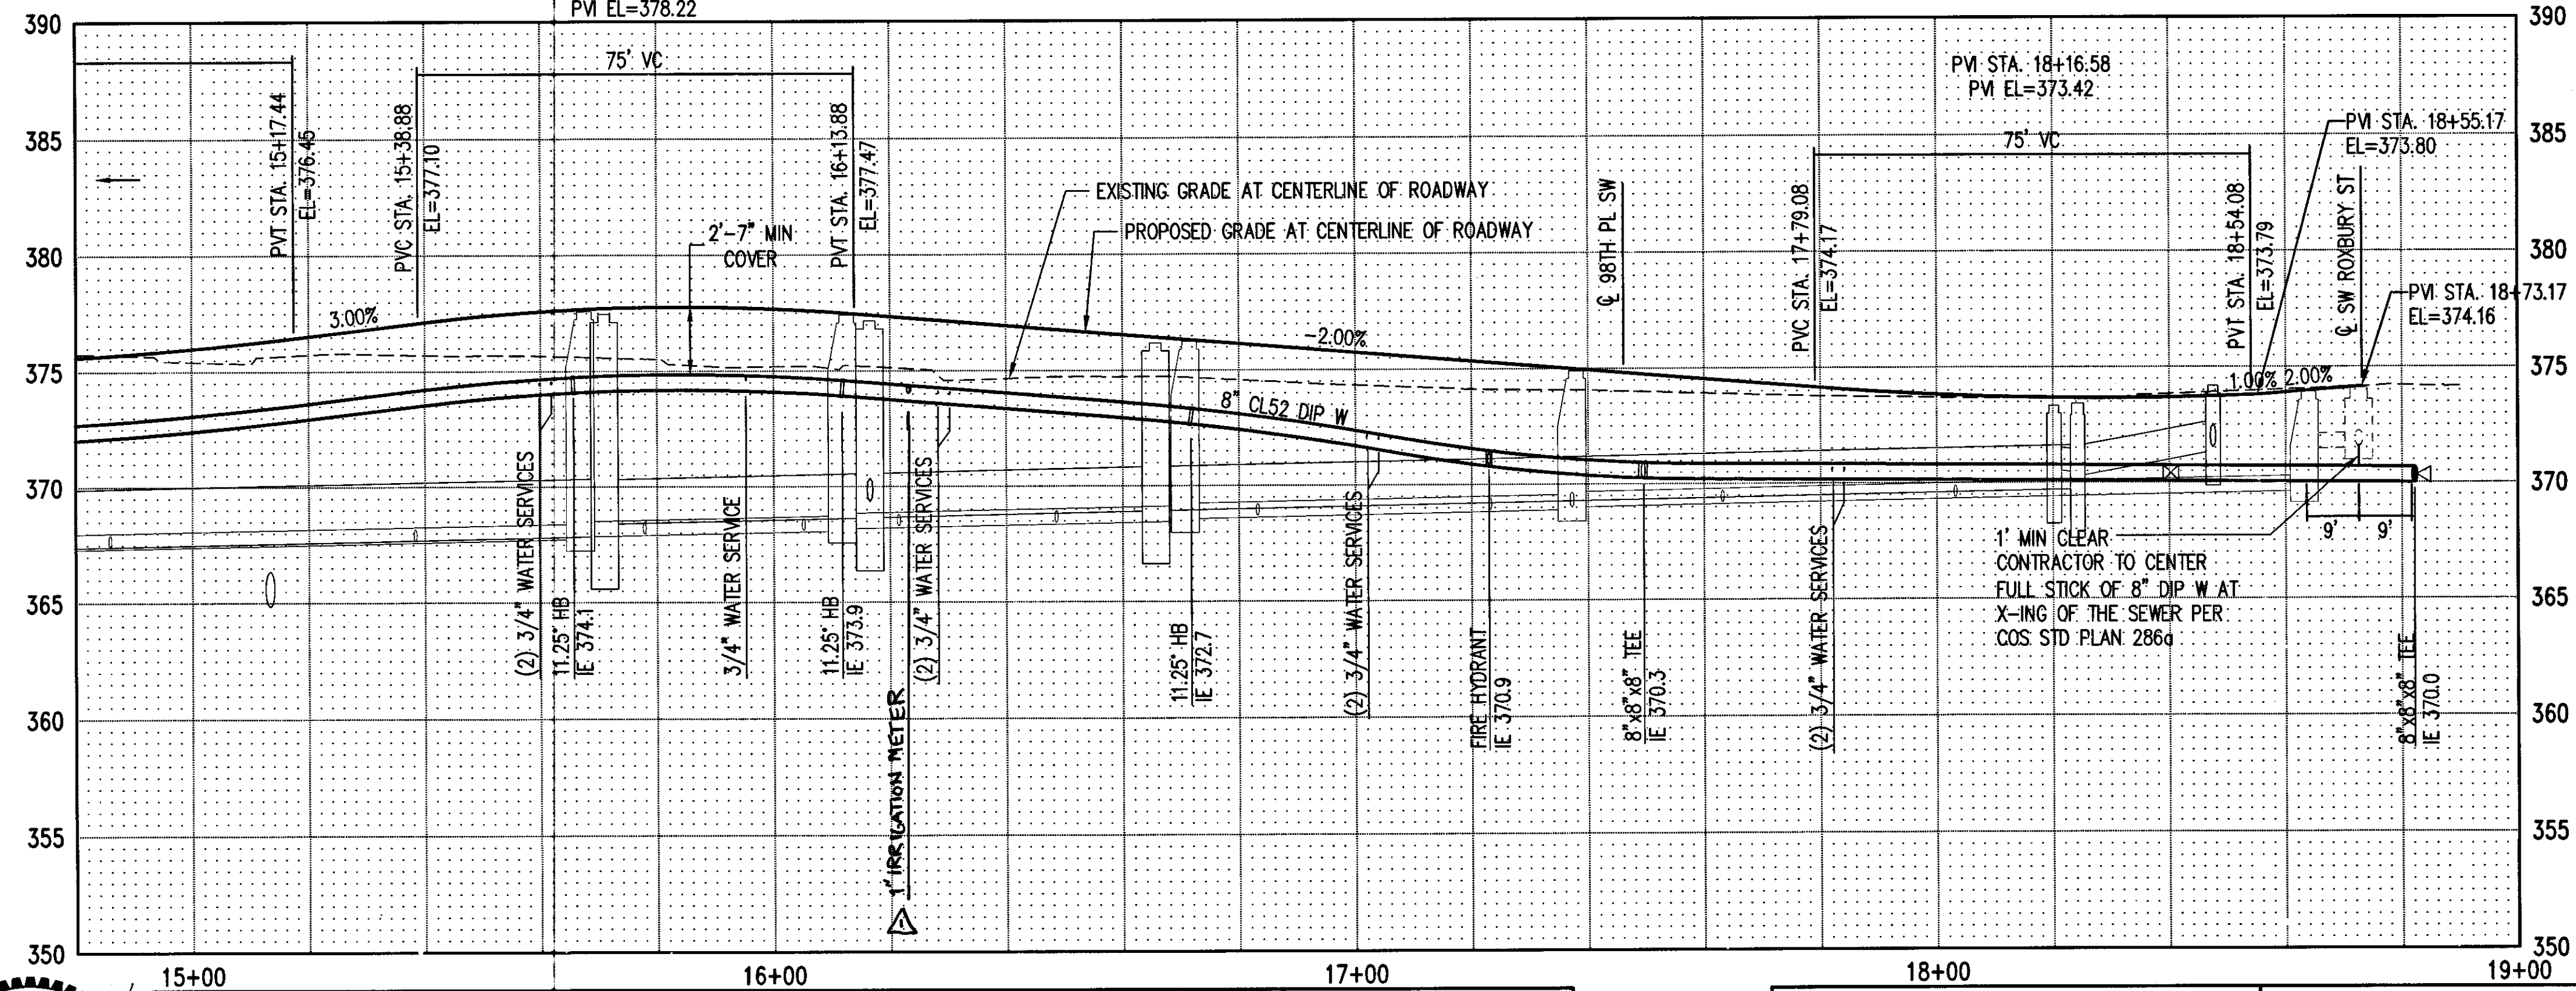 PVI EL=378.22
390
390
75' VC
PVI STA. 18+16.58
PVI EL=373.42
75' VC
PVI STA. 18+55.17
EL=373.80
385
385
PVT STA. 15+17.44
EL=376.45
PVC STA. 15+38.88
EL=377.10
PVT STA. 16+13.88
EL=377.47
2'-7" MIN
COVER
EXISTING GRADE AT CENTERLINE OF ROADWAY
PROPOSED GRADE AT CENTERLINE OF ROADWAY
℄ 98TH PL SW
PVC STA. 17+79.08
EL=374.17
PVT STA. 18+54.08
EL=373.79
℄ SW ROXBURY ST
PVI STA. 18+73.17
EL=374.16
380
380
3.00%
-2.00%
1.00% 2.00%
375
375
8" CL52 DIP W
370
370
(2) 3/4" WATER SERVICES
11.25° HB
IE 374.1
3/4" WATER SERVICE
11.25° HB
IE 373.9
1" IRRIGATION METER
1
(2) 3/4" WATER SERVICES
11.25° HB
IE 372.7
(2) 3/4" WATER SERVICES
FIRE HYDRANT
IE 370.9
8"x8"x8" TEE
IE 370.3
(2) 3/4" WATER SERVICES
9'
9'
1' MIN CLEAR
CONTRACTOR TO CENTER
FULL STICK OF 8" DIP W AT
X-ING OF THE SEWER PER
COS STD PLAN 286a
8"x8"x8" TEE
IE 370.0
365
365
360
360
355
355
350
350
15+00
16+00
17+00
18+00
19+00